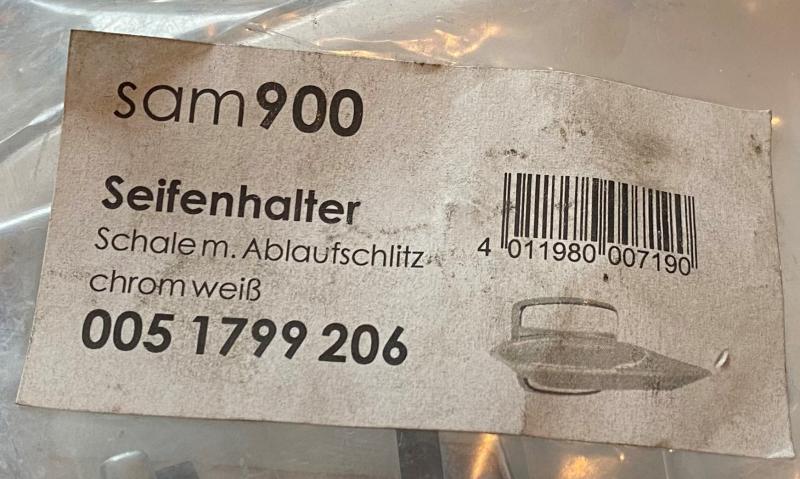 sam900
Seifenhalter
Schale m. Ablaufschlitz
chrom weiß
005 1799 206
4 011980 007190